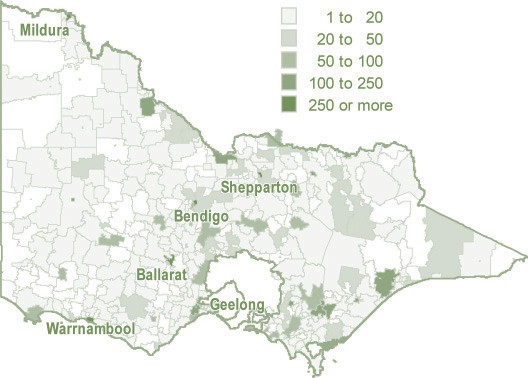 Mildura
1 to 20
20 to 50
50 to 100
100 to 250
250 or more
Shepparton
Bendigo
Ballarat
Geelong
Warrnambool